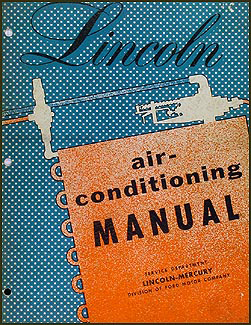 Lincoln
air-
conditioning
MANUAL
SERVICE DEPARTMENT
LINCOLN-MERCURY
DIVISION OF FORD MOTOR COMPANY